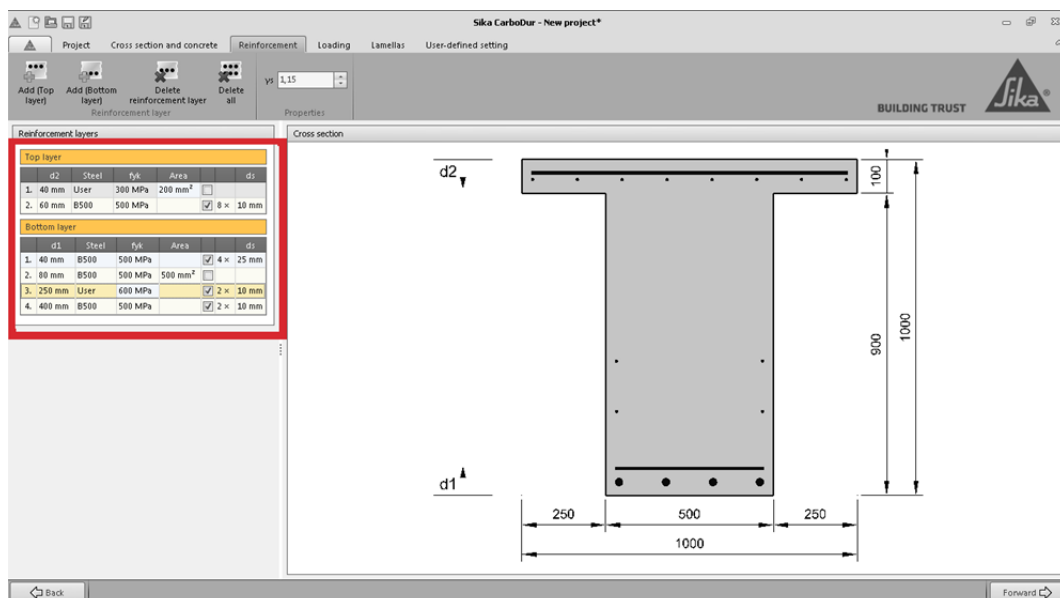 Sika CarboDur - New project*
Project Cross section and concrete Reinforcement Loading Lamellas User-defined setting
Add (Top layer) Add (Bottom layer) Delete reinforcement layer Delete all
γs 1,15
Reinforcement layer Properties
BUILDING TRUST
Sika®
Reinforcement layers
Cross section
Top layer
d2 Steel fyk Area ds
1. 40 mm User 300 MPa 200 mm²
2. 60 mm B500 500 MPa 8 × 10 mm
Bottom layer
d1 Steel fyk Area ds
1. 40 mm B500 500 MPa 4 × 25 mm
2. 80 mm B500 500 MPa 500 mm²
3. 250 mm User 600 MPa 2 × 10 mm
4. 400 mm B500 500 MPa 2 × 10 mm
d2
100
900
1000
d1
250 500 250
1000
Back
Forward